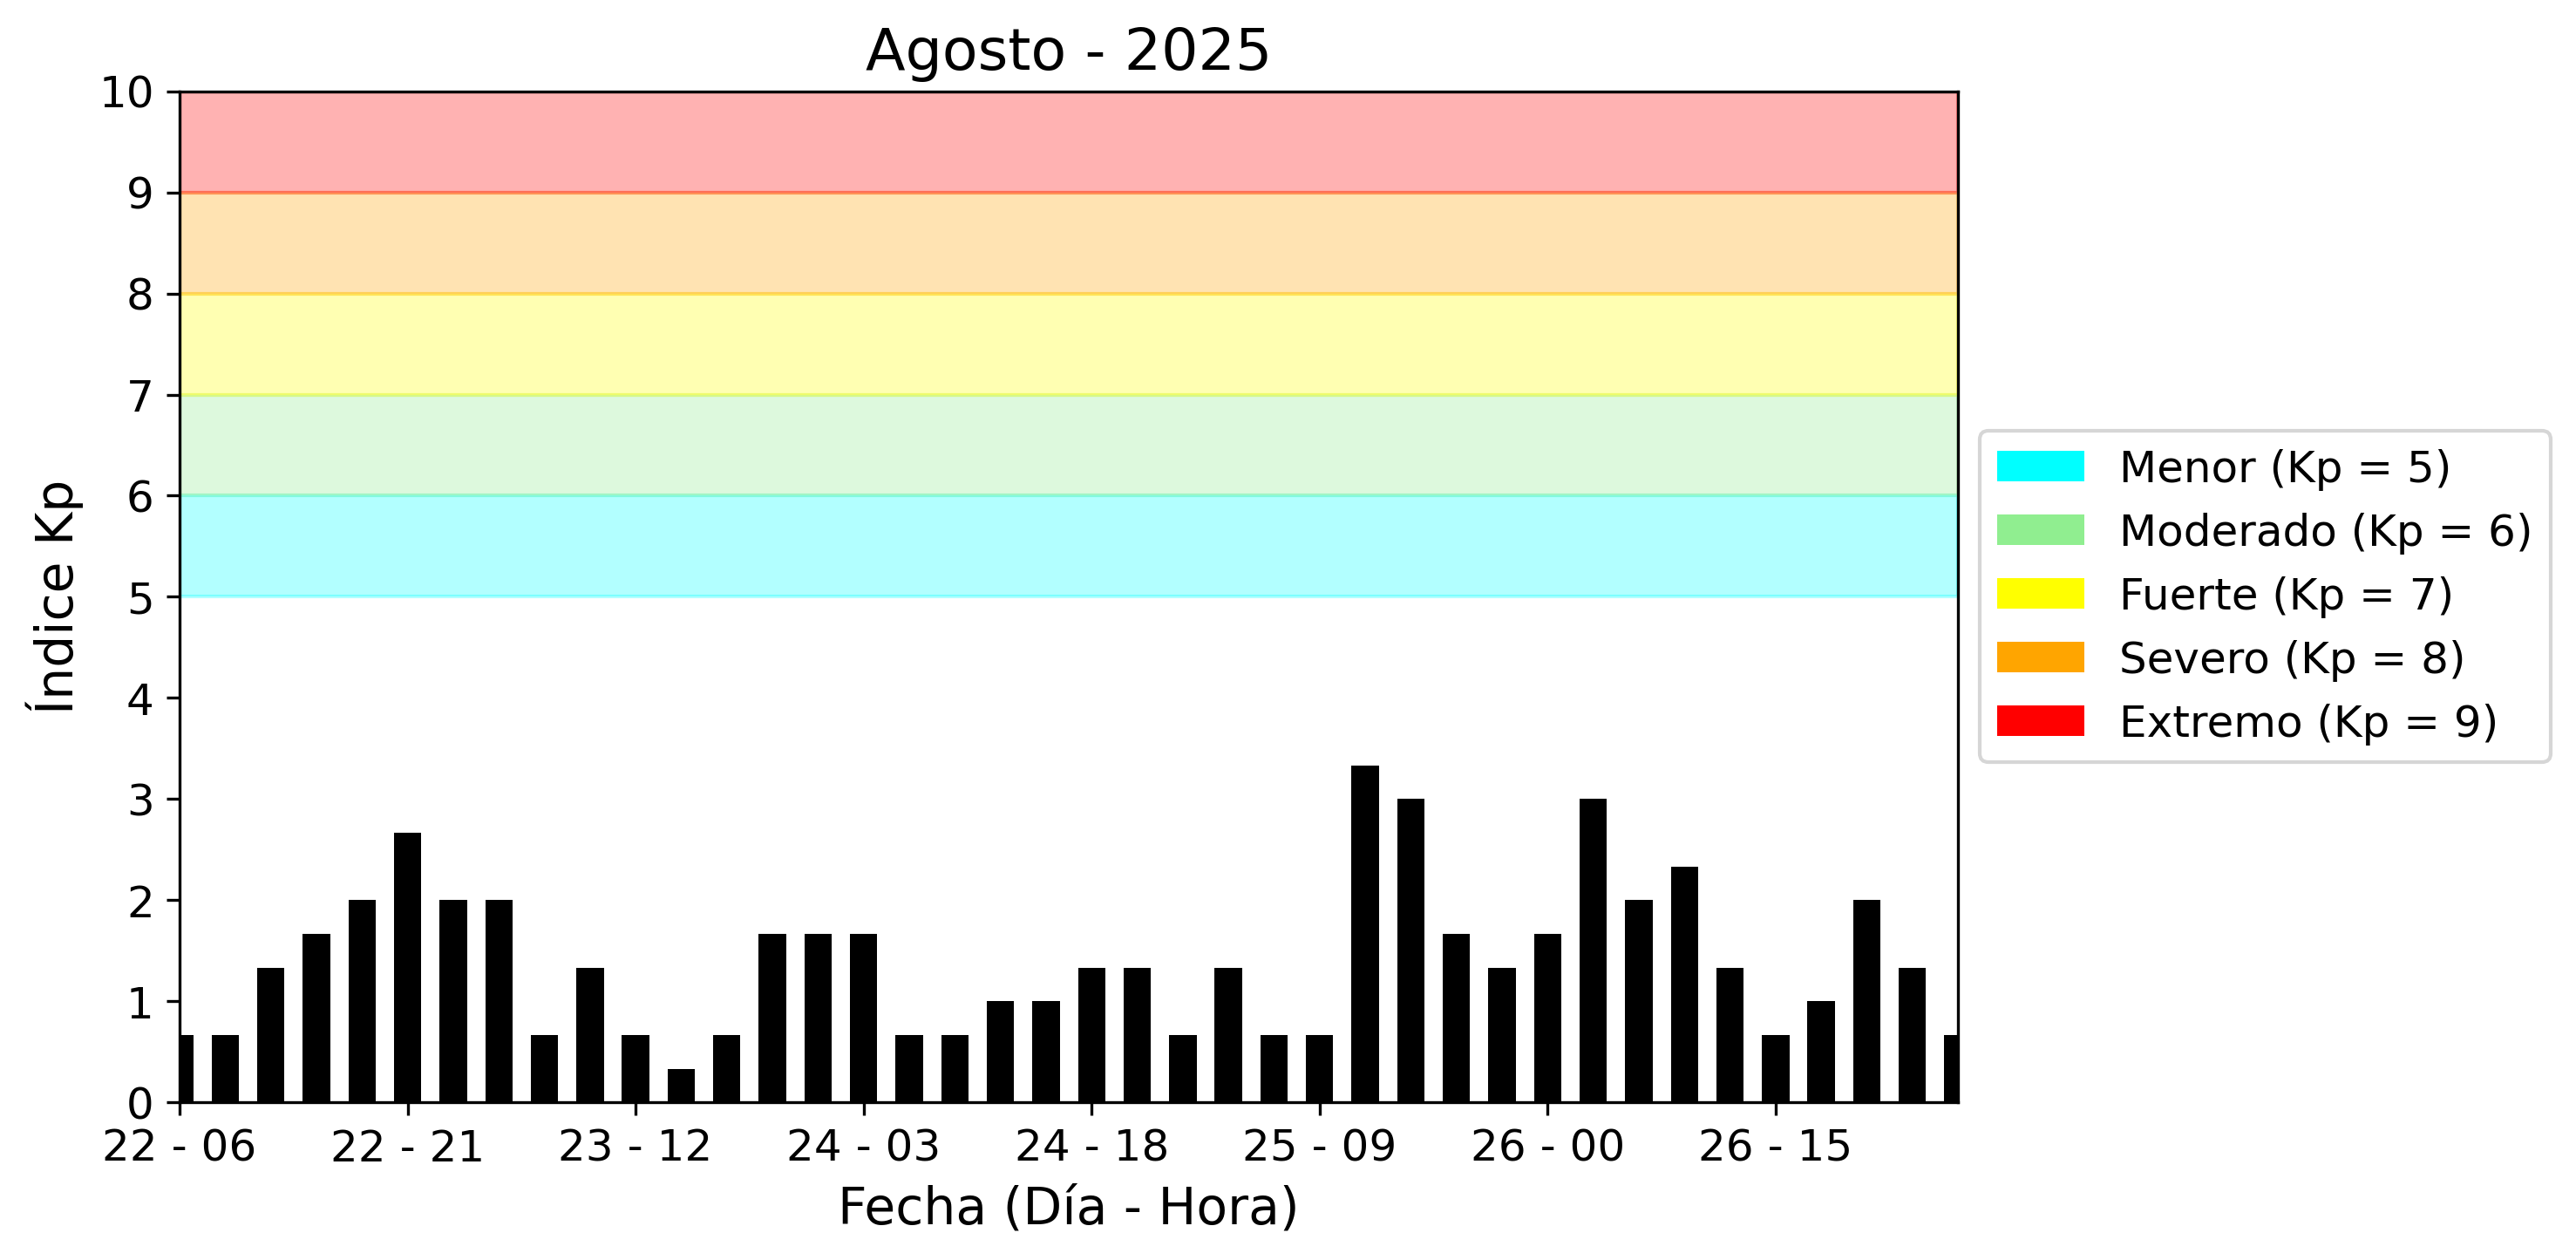 Agosto - 2025
10
9
8
7
6
5
4
3
2
1
0
Índice Kp
22 - 06
22 - 21
23 - 12
24 - 03
24 - 18
25 - 09
26 - 00
26 - 15
Fecha (Día - Hora)
Menor (Kp = 5)
Moderado (Kp = 6)
Fuerte (Kp = 7)
Severo (Kp = 8)
Extremo (Kp = 9)